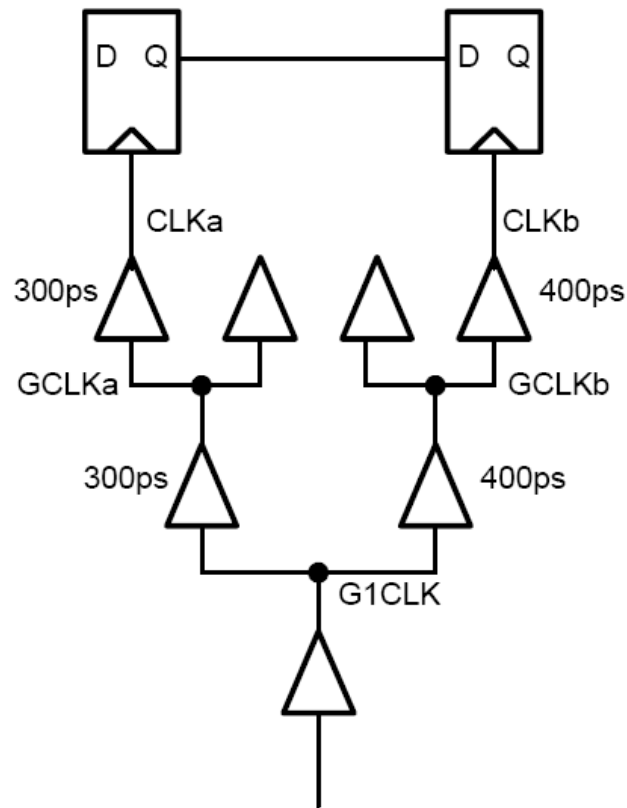 D Q
D Q
CLKa
CLKb
300ps
400ps
GCLKa
GCLKb
300ps
400ps
G1CLK